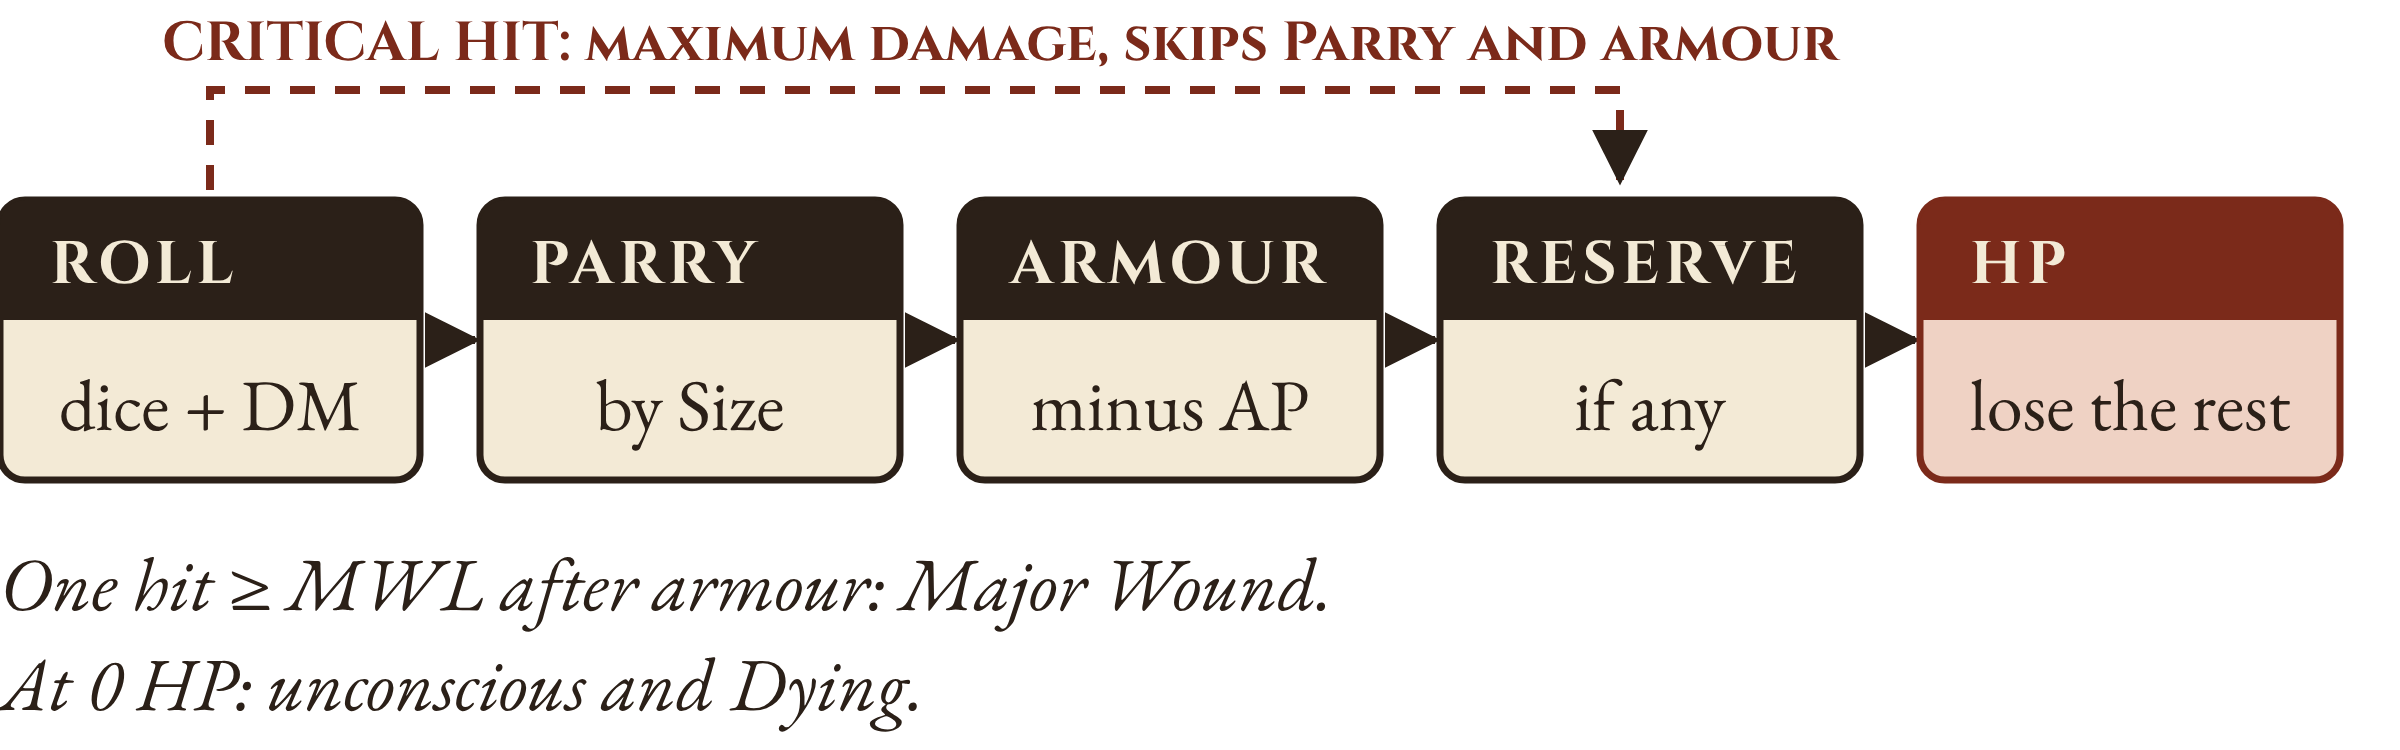 CRITICAL HIT: MAXIMUM DAMAGE, SKIPS PARRY AND ARMOUR
ROLL
dice + DM
PARRY
by Size
ARMOUR
minus AP
RESERVE
if any
HP
lose the rest
One hit ≥ MWL after armour: Major Wound.
At 0 HP: unconscious and Dying.